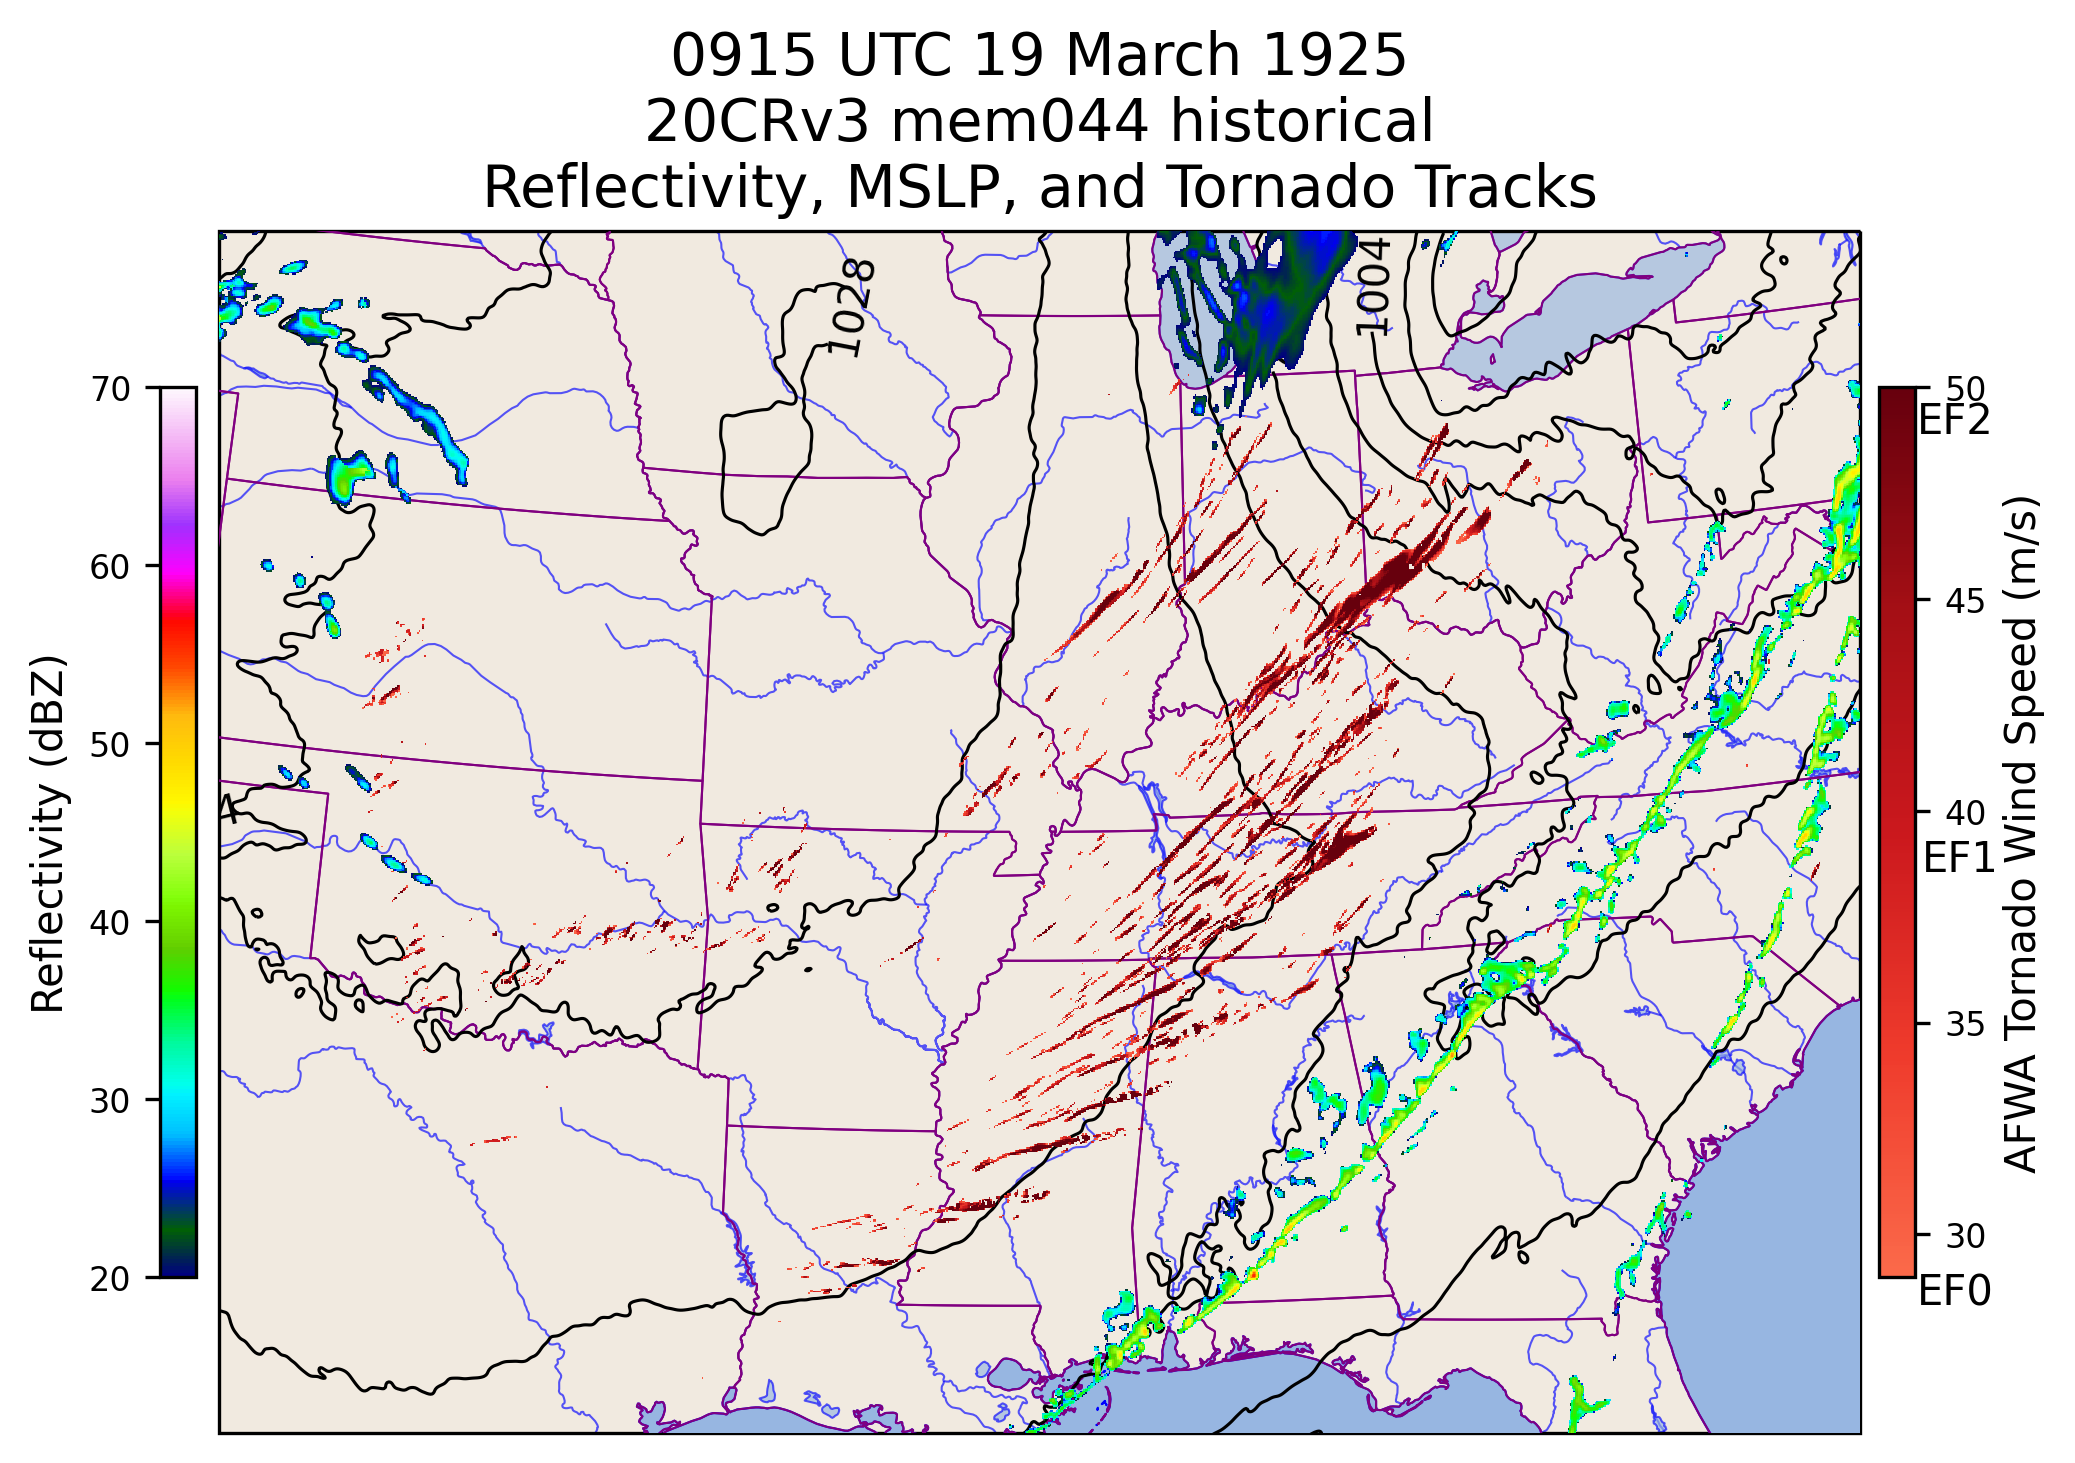 0915 UTC 19 March 1925
20CRv3 mem044 historical
Reflectivity, MSLP, and Tornado Tracks
1028
1004
4
Reflectivity (dBZ)
70
60
50
40
30
20
50
EF2
45
40
EF1
35
30
EF0
AFWA Tornado Wind Speed (m/s)